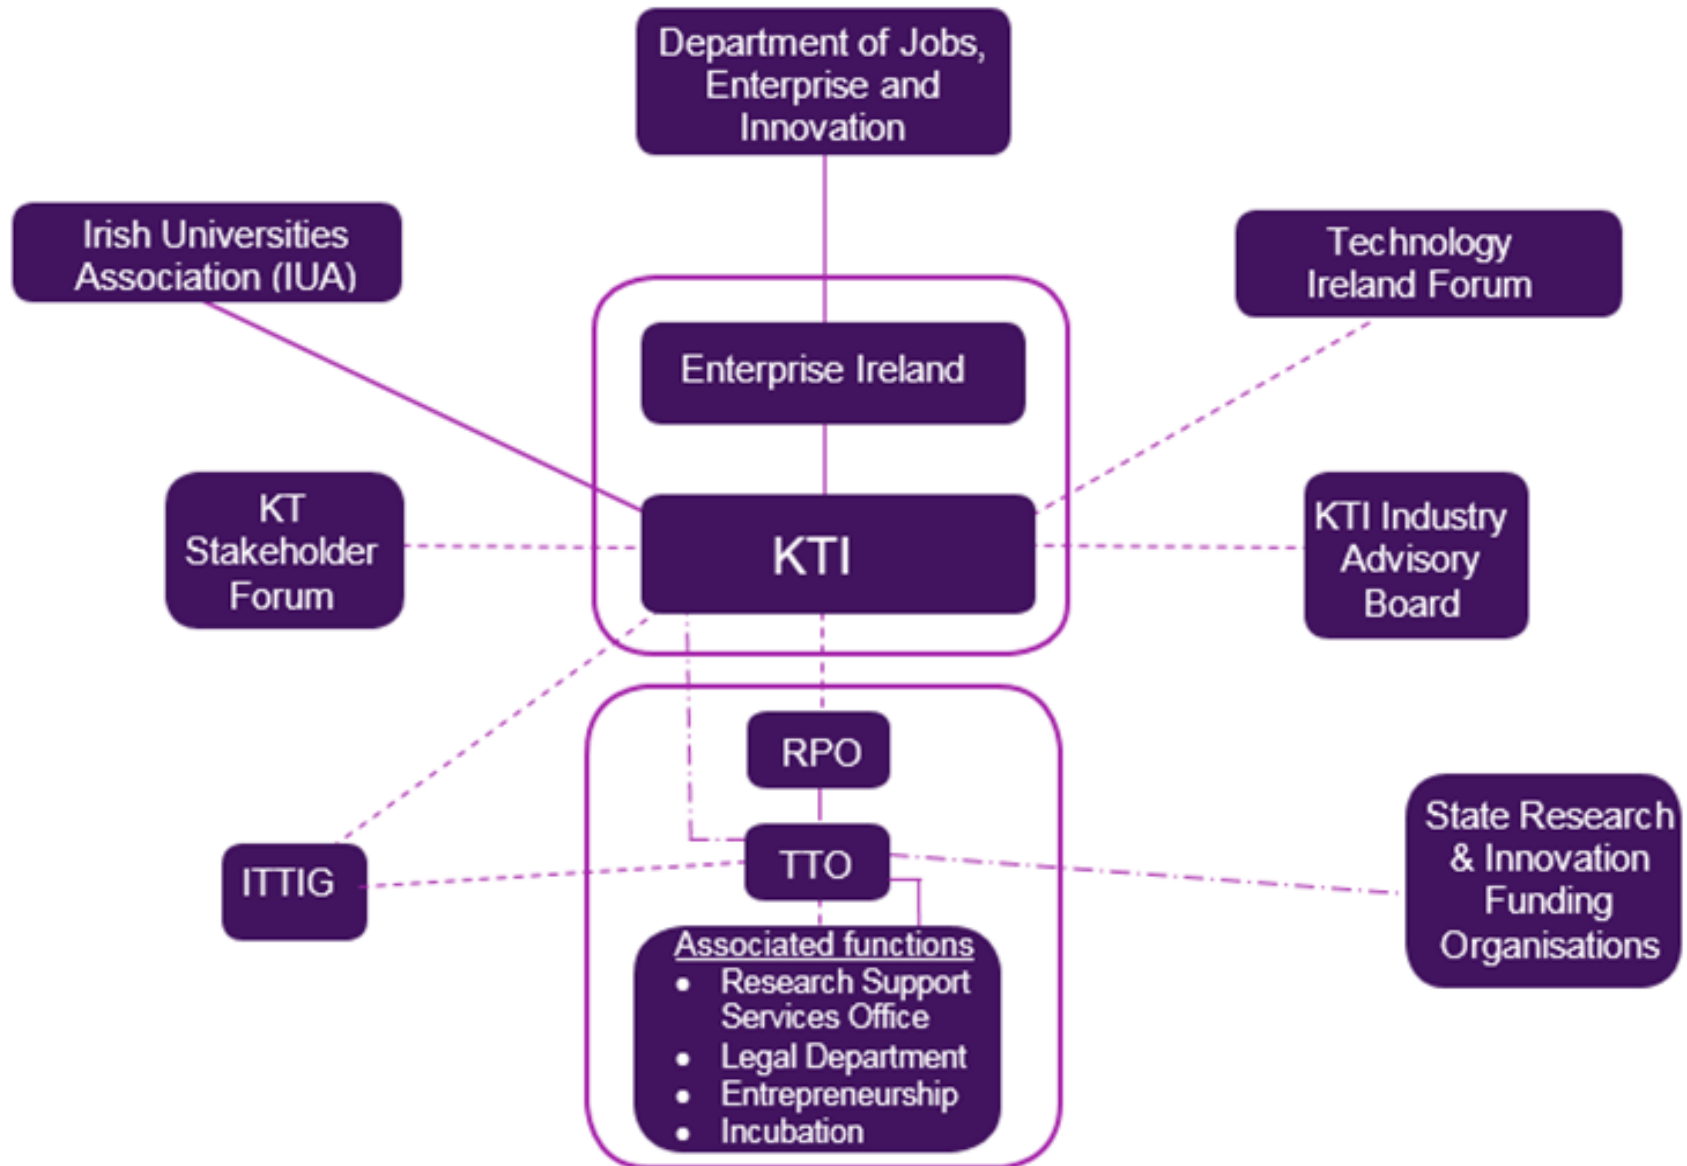 Department of Jobs,
Enterprise and
Innovation
Irish Universities
Association (IUA)
Technology
Ireland Forum
Enterprise Ireland
KT
Stakeholder
Forum
KTI
KTI Industry
Advisory
Board
RPO
TTO
ITTIG
State Research
& Innovation
Funding
Organisations
Associated functions
• Research Support
Services Office
• Legal Department
• Entrepreneurship
• Incubation